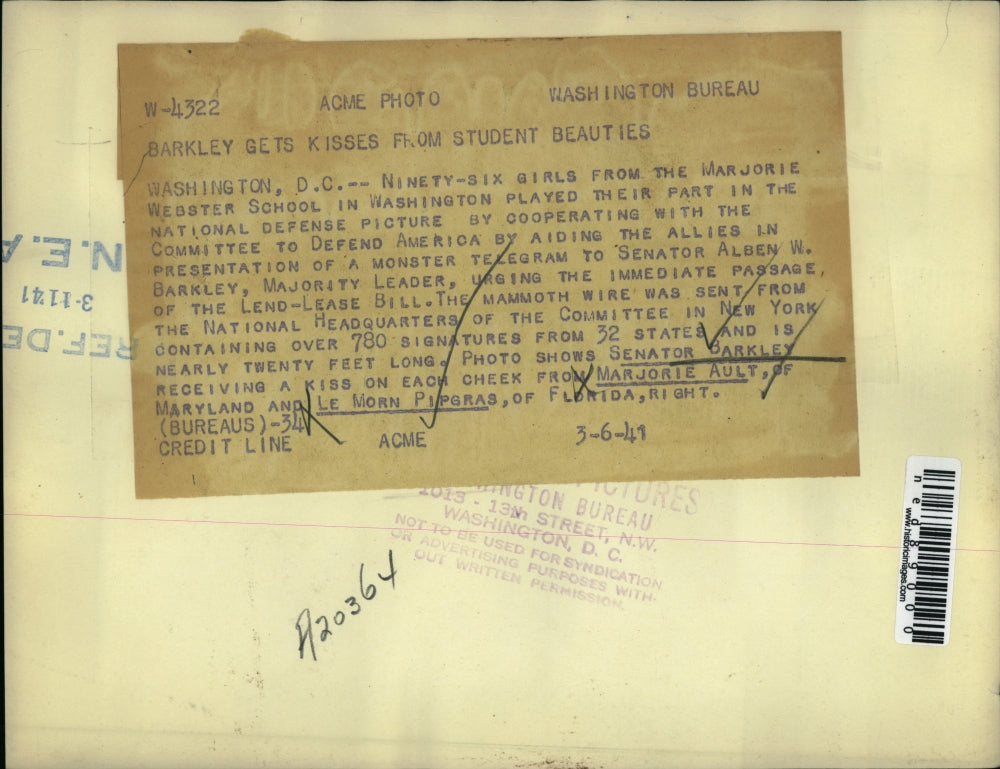 W-4322 ACME PHOTO WASHINGTON BUREAU
BARKLEY GETS KISSES FROM STUDENT BEAUTIES
WASHINGTON, D.C.-- NINETY-SIX GIRLS FROM THE MARJORIE
WEBSTER SCHOOL IN WASHINGTON PLAYED THEIR PART IN THE
NATIONAL DEFENSE PICTURE BY COOPERATING WITH THE
COMMITTEE TO DEFEND AMERICA BY AIDING THE ALLIES IN
PRESENTATION OF A MONSTER TELEGRAM TO SENATOR ALBEN W.
BARKLEY, MAJORITY LEADER, URGING THE IMMEDIATE PASSAGE
OF THE LEND-LEASE BILL. THE MAMMOTH WIRE WAS SENT FROM
THE NATIONAL HEADQUARTERS OF THE COMMITTEE IN NEW YORK
CONTAINING OVER 780 SIGNATURES FROM 32 STATES AND IS
NEARLY TWENTY FEET LONG. PHOTO SHOWS SENATOR BARKLEY
RECEIVING A KISS ON EACH CHEEK FROM MARJORIE AULT, OF
MARYLAND AND LE MORN PIPGRAS, OF FLORIDA, RIGHT.
(BUREAUS)-34
CREDIT LINE ACME 3-6-41
N.E.A
3-1141
REF.DE
PICTURES
WASHINGTON BUREAU
1013 - 13th STREET, N.W.
WASHINGTON, D. C.
NOT TO BE USED FOR SYNDICATION
OR ADVERTISING PURPOSES WITH-
OUT WRITTEN PERMISSION.
A20364
www.historicimages.com
ned89000